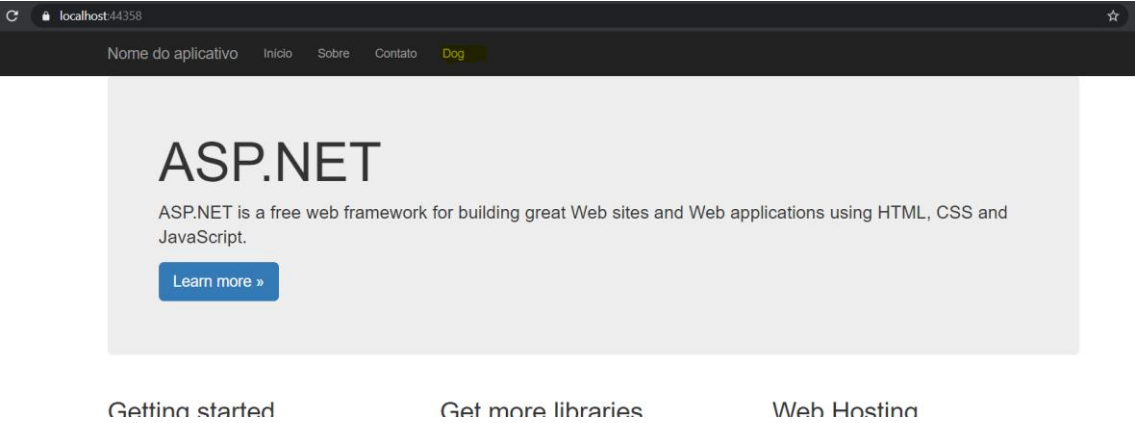 localhost:44358
Nome do aplicativo Início Sobre Contato Dog
ASP.NET
ASP.NET is a free web framework for building great Web sites and Web applications using HTML, CSS and
JavaScript.
Learn more »
Getting started Get more libraries Web Hosting